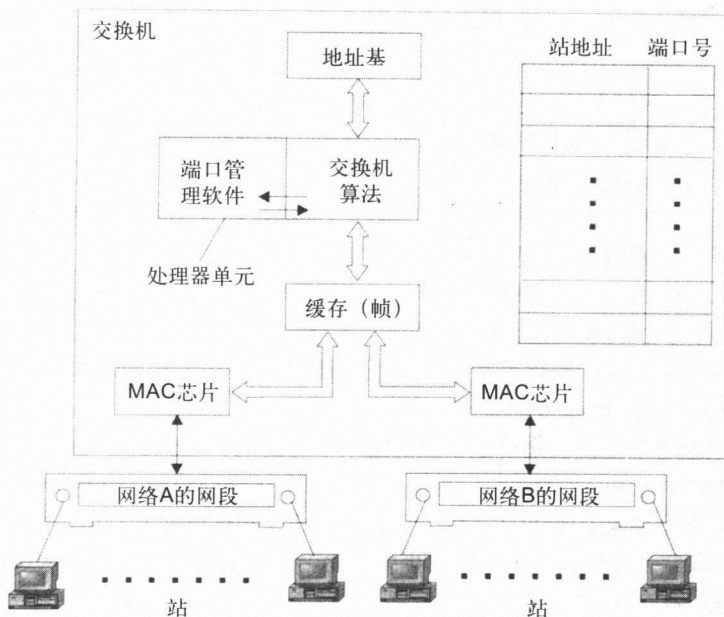 交换机
地址基
站地址 端口号
端口管
理软件
交换机
算法
处理器单元
缓存（帧）
MAC芯片
MAC芯片
网络A的网段
网络B的网段
站
站